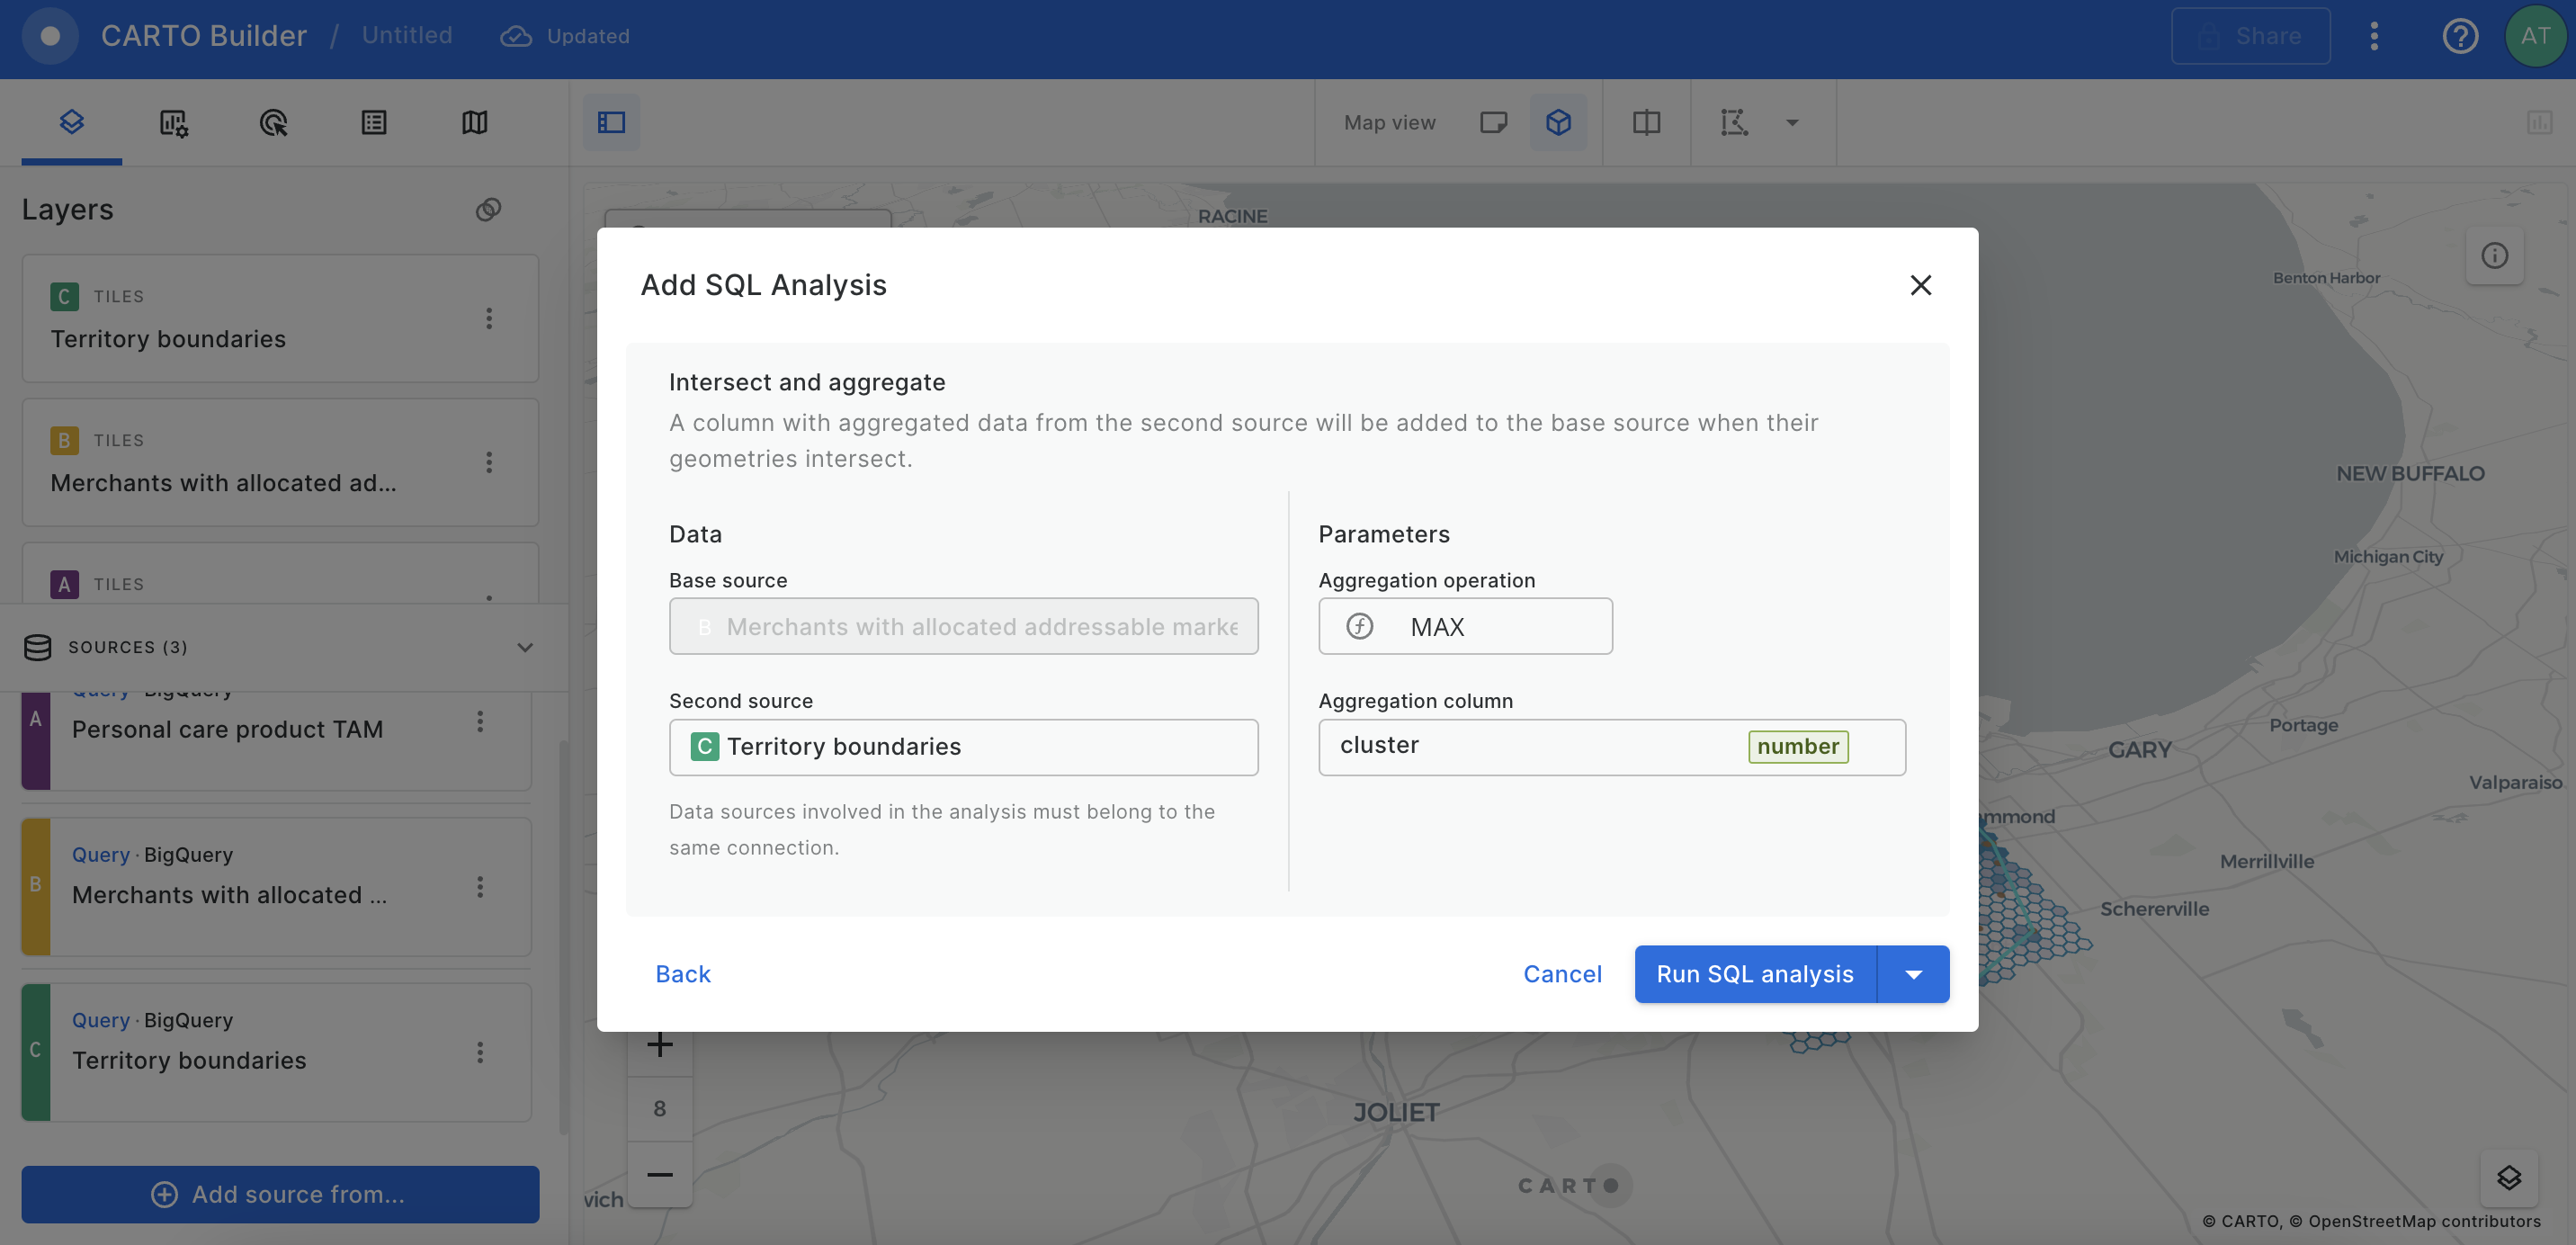 CARTO Builder / Untitled Updated Share AT
Map view
Layers
C TILES
Territory boundaries
B TILES
Merchants with allocated ad...
A TILES
SOURCES (3)
Query · BigQuery
A
Personal care product TAM
Query · BigQuery
B
Merchants with allocated ...
Query · BigQuery
C
Territory boundaries
Add source from...
Add SQL Analysis
Intersect and aggregate
A column with aggregated data from the second source will be added to the base source when their
geometries intersect.
Data
Base source
B Merchants with allocated addressable marke
Second source
C Territory boundaries
Data sources involved in the analysis must belong to the
same connection.
Parameters
Aggregation operation
MAX
Aggregation column
cluster number
Back
Cancel
Run SQL analysis
RACINE
Benton Harbor
NEW BUFFALO
Michigan City
Portage
GARY
Valparaiso
mmond
Merrillville
Schererville
8
JOLIET
wich
CARTO
© CARTO, © OpenStreetMap contributors